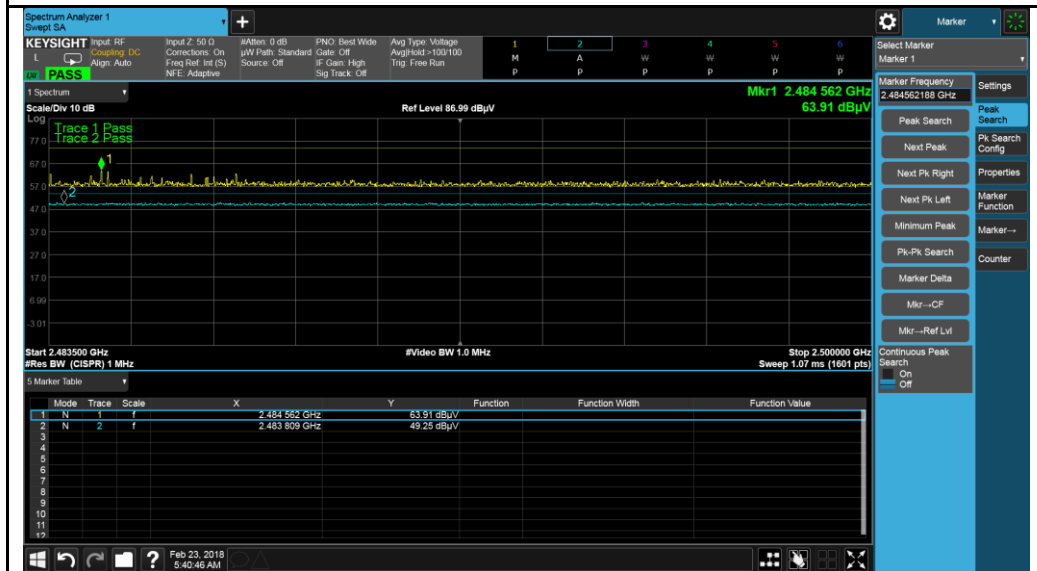 Spectrum Analyzer 1
Swept SA
+
Marker
KEYSIGHT
L
LXI PASS
Input: RF
Coupling: DC
Align: Auto
Input Z: 50 Ω
Corrections: On
Freq Ref: Int (S)
NFE: Adaptive
#Atten: 0 dB
µW Path: Standard
Source: Off
PNO: Best Wide
Gate: Off
IF Gain: High
Sig Track: Off
Avg Type: Voltage
Avg|Hold:>100/100
Trig: Free Run
1 2 3 4 5 6
M A W W W W
P P P P P P
Select Marker
Marker 1
Marker Frequency
2.484562188 GHz
Settings
Peak Search
Peak Search
Next Peak
Pk Search Config
Next Pk Right
Properties
Next Pk Left
Marker Function
Minimum Peak
Marker→
Pk-Pk Search
Counter
Marker Delta
Mkr→CF
Mkr→Ref Lvl
Continuous Peak Search
On
Off
1 Spectrum
Scale/Div 10 dB
Log
Ref Level 86.99 dBµV
Mkr1 2.484 562 GHz
63.91 dBµV
Trace 1 Pass
Trace 2 Pass
77.0
67.0
57.0
47.0
37.0
27.0
17.0
6.99
-3.01
1
2
Start 2.483500 GHz
#Res BW (CISPR) 1 MHz
#Video BW 1.0 MHz
Stop 2.500000 GHz
Sweep 1.07 ms (1601 pts)
5 Marker Table
Mode Trace Scale X Y Function Function Width Function Value
1 N 1 f 2.484 562 GHz 63.91 dBµV
2 N 2 f 2.483 809 GHz 49.25 dBµV
3
4
5
6
7
8
9
10
11
12
?
Feb 23, 2018
5:40:46 AM